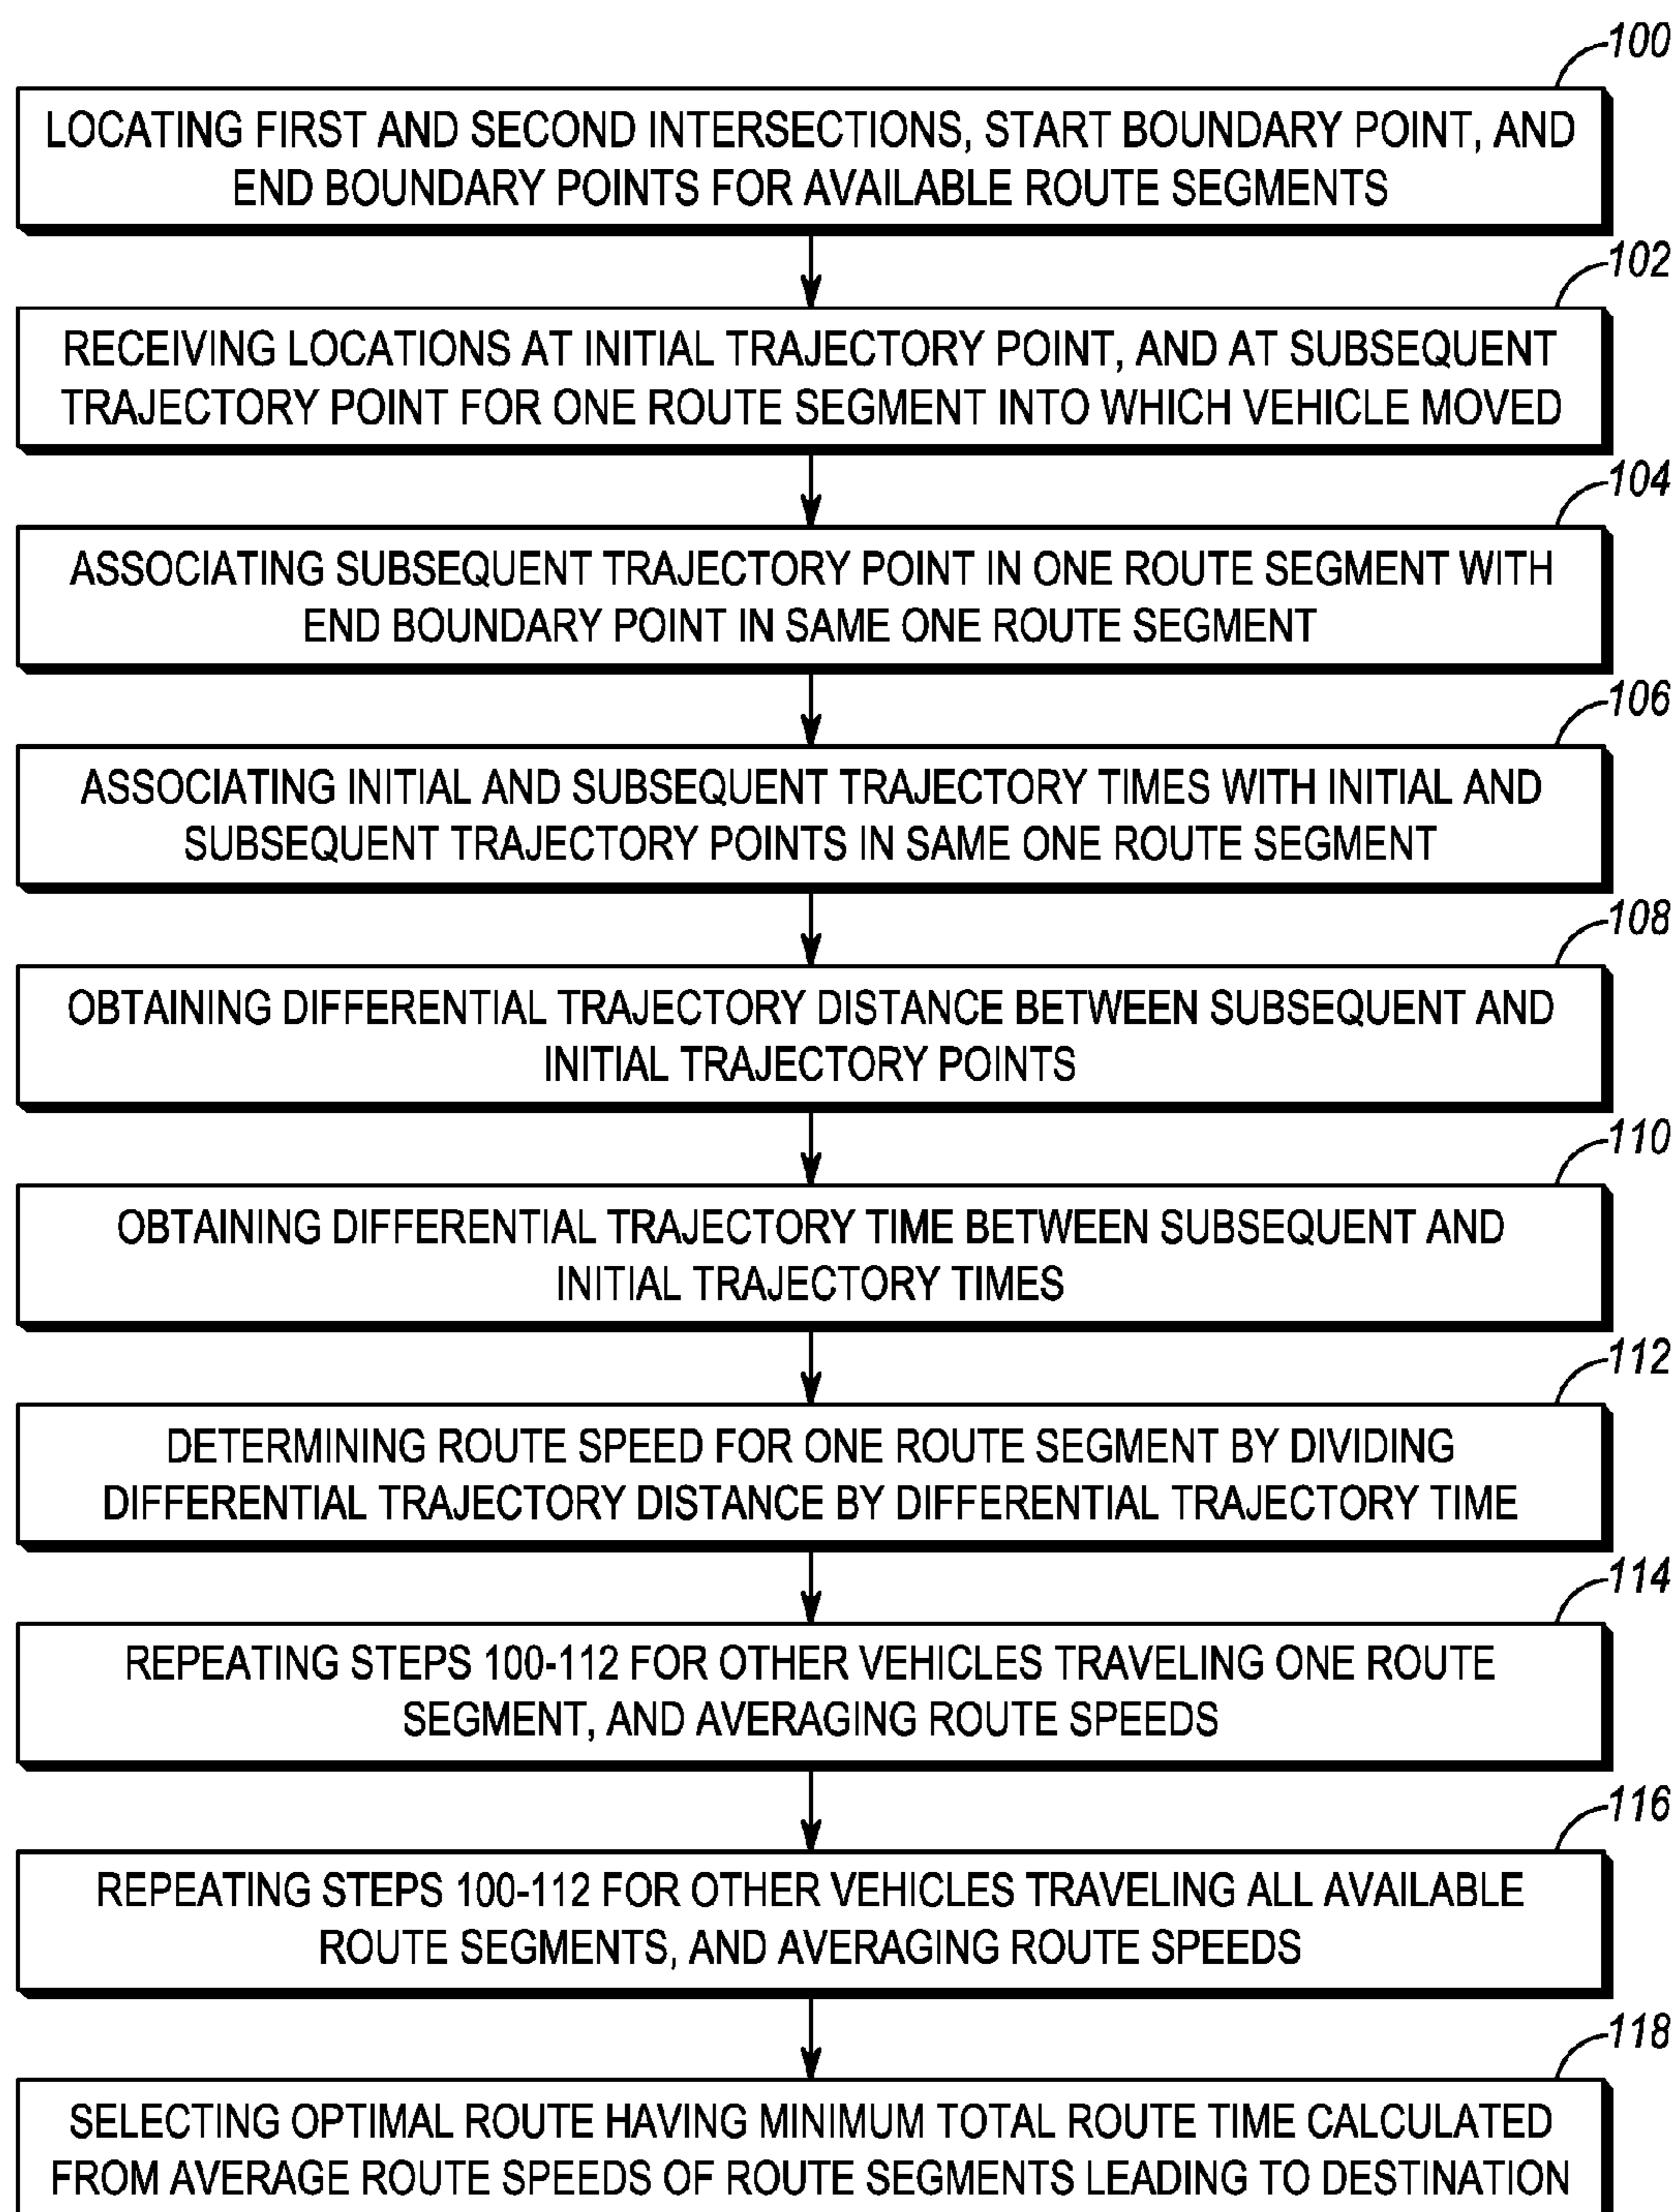 100
LOCATING FIRST AND SECOND INTERSECTIONS, START BOUNDARY POINT, AND
END BOUNDARY POINTS FOR AVAILABLE ROUTE SEGMENTS
102
RECEIVING LOCATIONS AT INITIAL TRAJECTORY POINT, AND AT SUBSEQUENT
TRAJECTORY POINT FOR ONE ROUTE SEGMENT INTO WHICH VEHICLE MOVED
104
ASSOCIATING SUBSEQUENT TRAJECTORY POINT IN ONE ROUTE SEGMENT WITH
END BOUNDARY POINT IN SAME ONE ROUTE SEGMENT
106
ASSOCIATING INITIAL AND SUBSEQUENT TRAJECTORY TIMES WITH INITIAL AND
SUBSEQUENT TRAJECTORY POINTS IN SAME ONE ROUTE SEGMENT
108
OBTAINING DIFFERENTIAL TRAJECTORY DISTANCE BETWEEN SUBSEQUENT AND
INITIAL TRAJECTORY POINTS
110
OBTAINING DIFFERENTIAL TRAJECTORY TIME BETWEEN SUBSEQUENT AND
INITIAL TRAJECTORY TIMES
112
DETERMINING ROUTE SPEED FOR ONE ROUTE SEGMENT BY DIVIDING
DIFFERENTIAL TRAJECTORY DISTANCE BY DIFFERENTIAL TRAJECTORY TIME
114
REPEATING STEPS 100-112 FOR OTHER VEHICLES TRAVELING ONE ROUTE
SEGMENT, AND AVERAGING ROUTE SPEEDS
116
REPEATING STEPS 100-112 FOR OTHER VEHICLES TRAVELING ALL AVAILABLE
ROUTE SEGMENTS, AND AVERAGING ROUTE SPEEDS
118
SELECTING OPTIMAL ROUTE HAVING MINIMUM TOTAL ROUTE TIME CALCULATED
FROM AVERAGE ROUTE SPEEDS OF ROUTE SEGMENTS LEADING TO DESTINATION